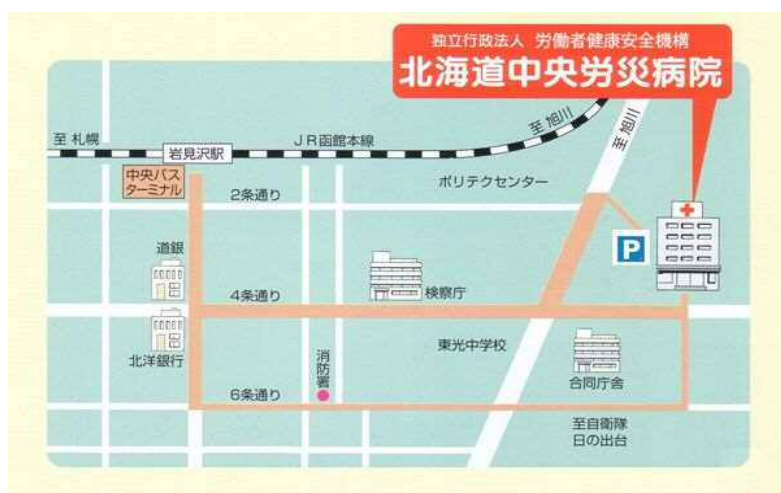 独立行政法人 労働者健康安全機構
北海道中央労災病院
至 札幌
岩見沢駅
JR函館本線
至 旭川
至 旭川
中央バス
ターミナル
2条通り
ポリテクセンター
道銀
P
4条通り
検察庁
北洋銀行
消防署
東光中学校
合同庁舎
6条通り
至自衛隊
日の出台